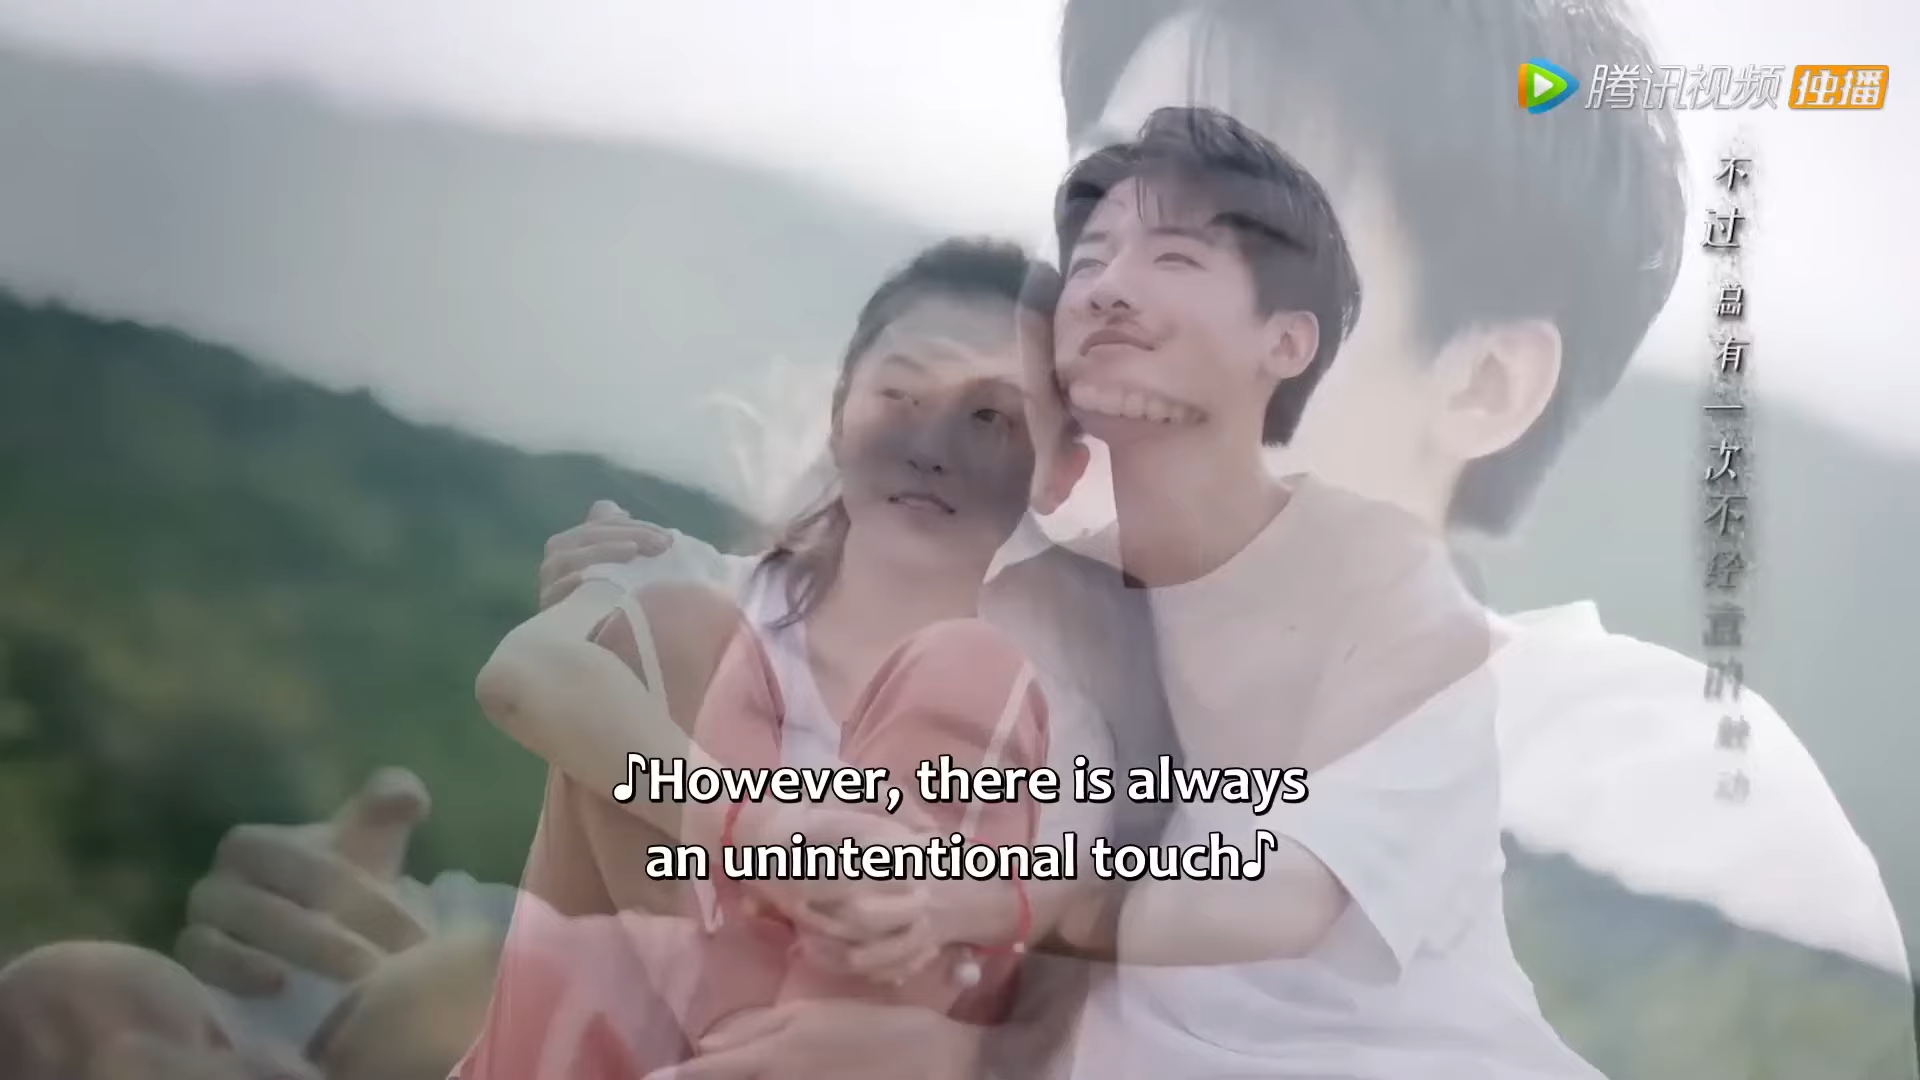 腾讯视频 独播
不过 总有一次不经意的触动
♪However, there is always
an unintentional touch♪